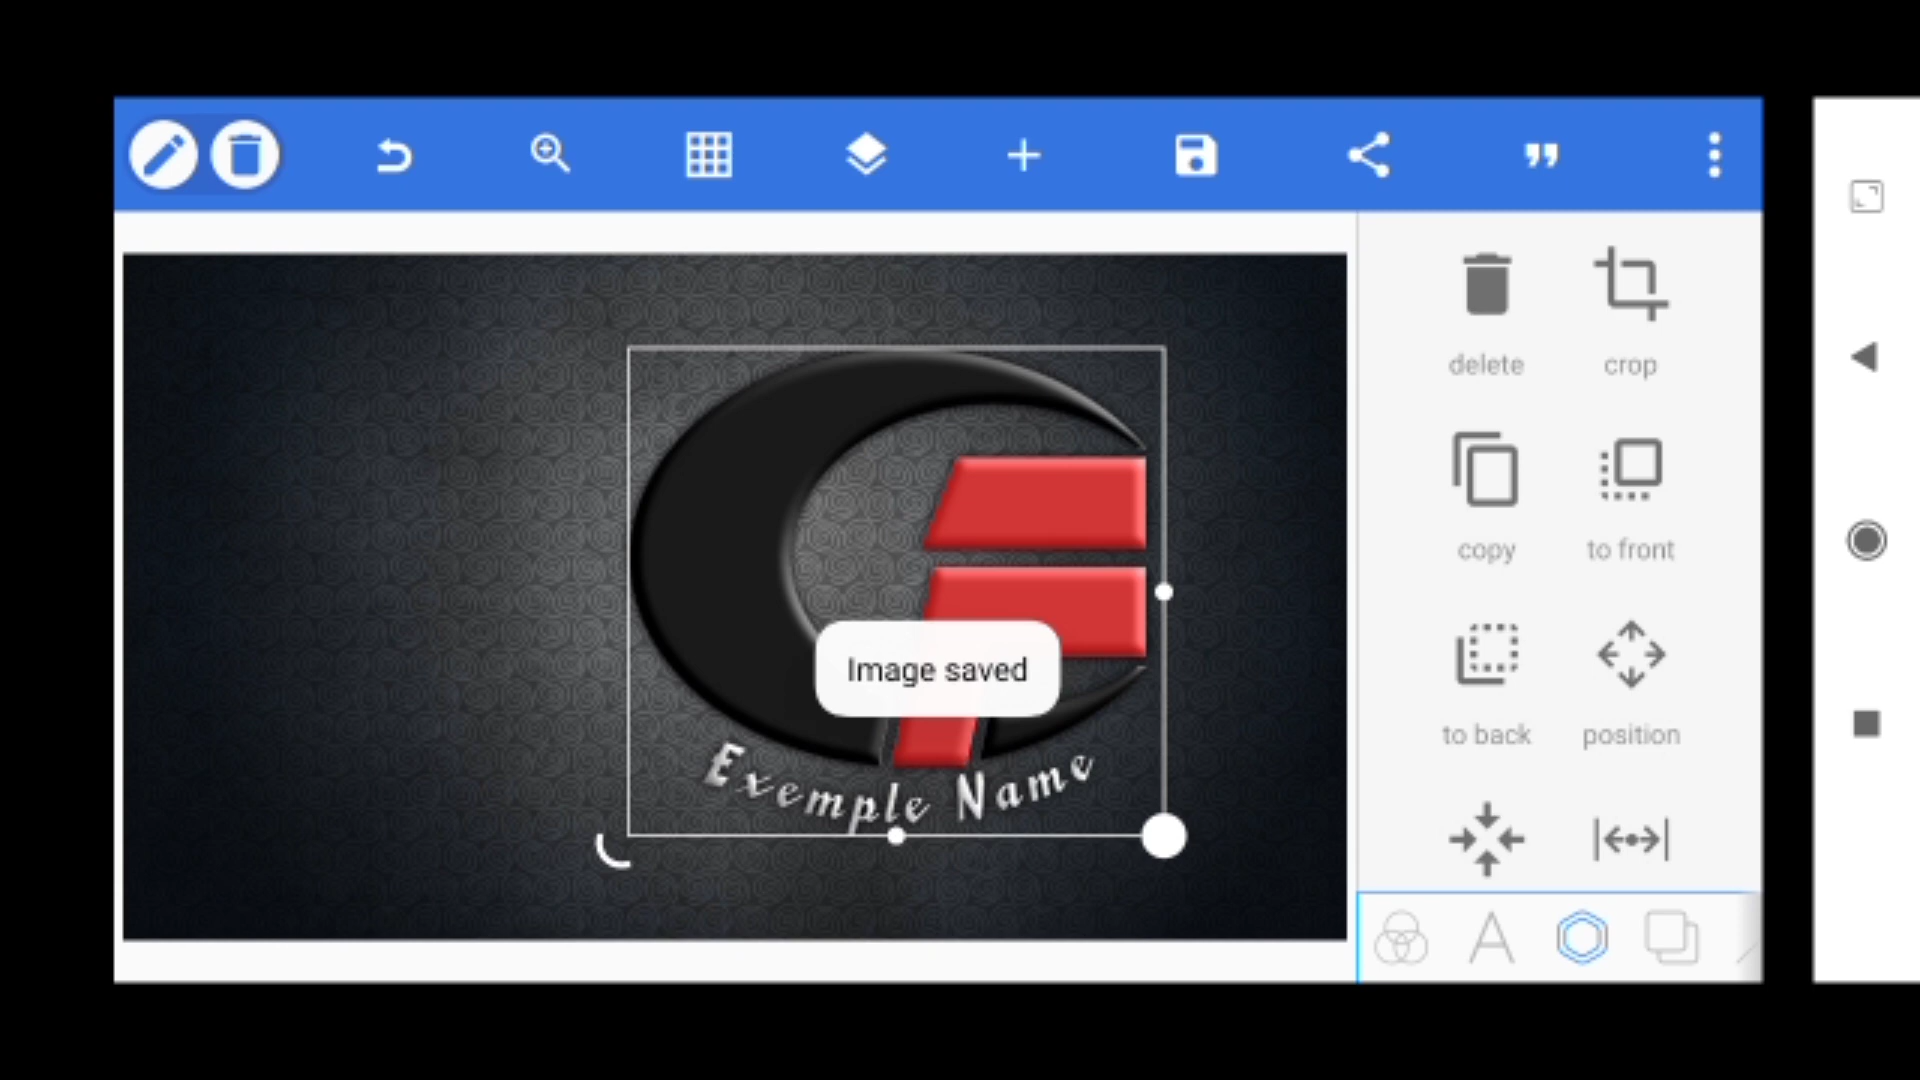 delete crop
copy to front
Image saved
to back position
Exemple Name